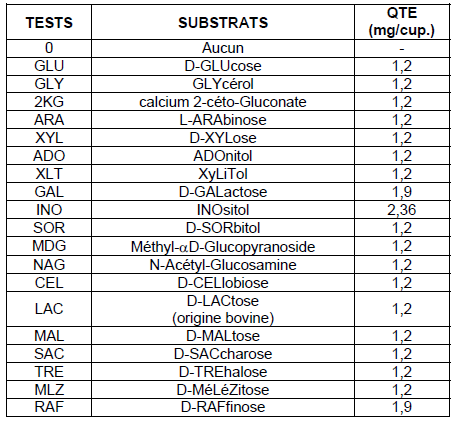 TESTS SUBSTRATS QTE (mg/cup.)
0 Aucun -
GLU D-GLUcose 1,2
GLY GLYcérol 1,2
2KG calcium 2-céto-Gluconate 1,2
ARA L-ARAbinose 1,2
XYL D-XYLose 1,2
ADO ADOnitol 1,2
XLT XyLiTol 1,2
GAL D-GALactose 1,9
INO INOsitol 2,36
SOR D-SORbitol 1,2
MDG Méthyl-αD-Glucopyranoside 1,2
NAG N-Acétyl-Glucosamine 1,2
CEL D-CELlobiose 1,2
LAC D-LACtose (origine bovine) 1,2
MAL D-MALtose 1,2
SAC D-SACcharose 1,2
TRE D-TREhalose 1,2
MLZ D-MéLéZitose 1,2
RAF D-RAFfinose 1,9